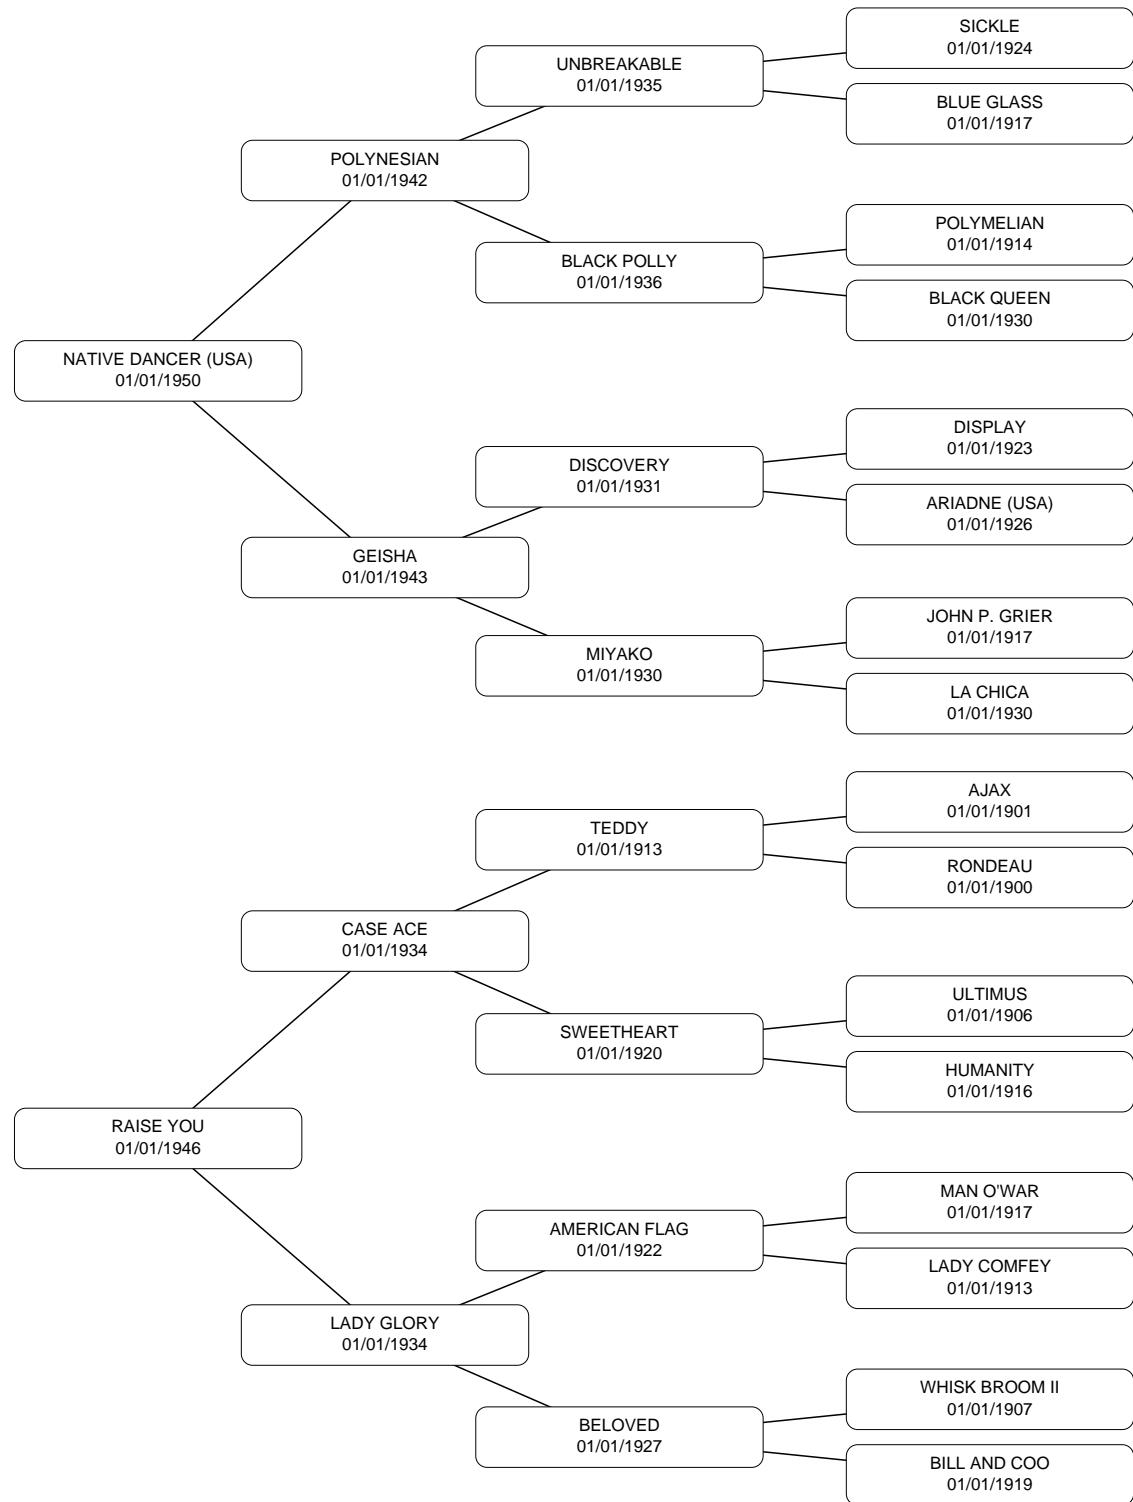 SICKLE
01/01/1924
UNBREAKABLE
01/01/1935
BLUE GLASS
01/01/1917
POLYNESIAN
01/01/1942
POLYMELIAN
01/01/1914
BLACK POLLY
01/01/1936
BLACK QUEEN
01/01/1930
NATIVE DANCER (USA)
01/01/1950
DISPLAY
01/01/1923
DISCOVERY
01/01/1931
ARIADNE (USA)
01/01/1926
GEISHA
01/01/1943
JOHN P. GRIER
01/01/1917
MIYAKO
01/01/1930
LA CHICA
01/01/1930
AJAX
01/01/1901
TEDDY
01/01/1913
RONDEAU
01/01/1900
CASE ACE
01/01/1934
ULTIMUS
01/01/1906
SWEETHEART
01/01/1920
HUMANITY
01/01/1916
RAISE YOU
01/01/1946
MAN O'WAR
01/01/1917
AMERICAN FLAG
01/01/1922
LADY COMFEY
01/01/1913
LADY GLORY
01/01/1934
WHISK BROOM II
01/01/1907
BELOVED
01/01/1927
BILL AND COO
01/01/1919